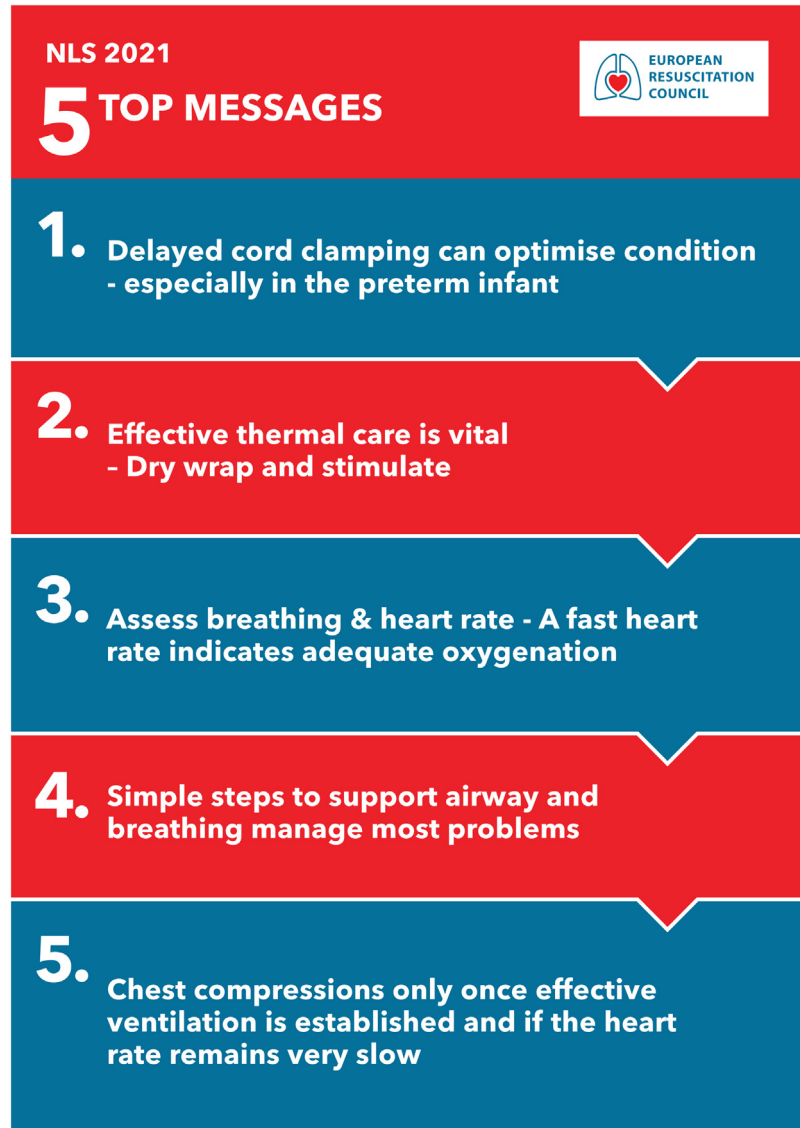 NLS 2021
5 TOP MESSAGES
EUROPEAN
RESUSCITATION
COUNCIL
1. Delayed cord clamping can optimise condition
- especially in the preterm infant
2. Effective thermal care is vital
– Dry wrap and stimulate
3. Assess breathing & heart rate - A fast heart
rate indicates adequate oxygenation
4. Simple steps to support airway and
breathing manage most problems
5. Chest compressions only once effective
ventilation is established and if the heart
rate remains very slow